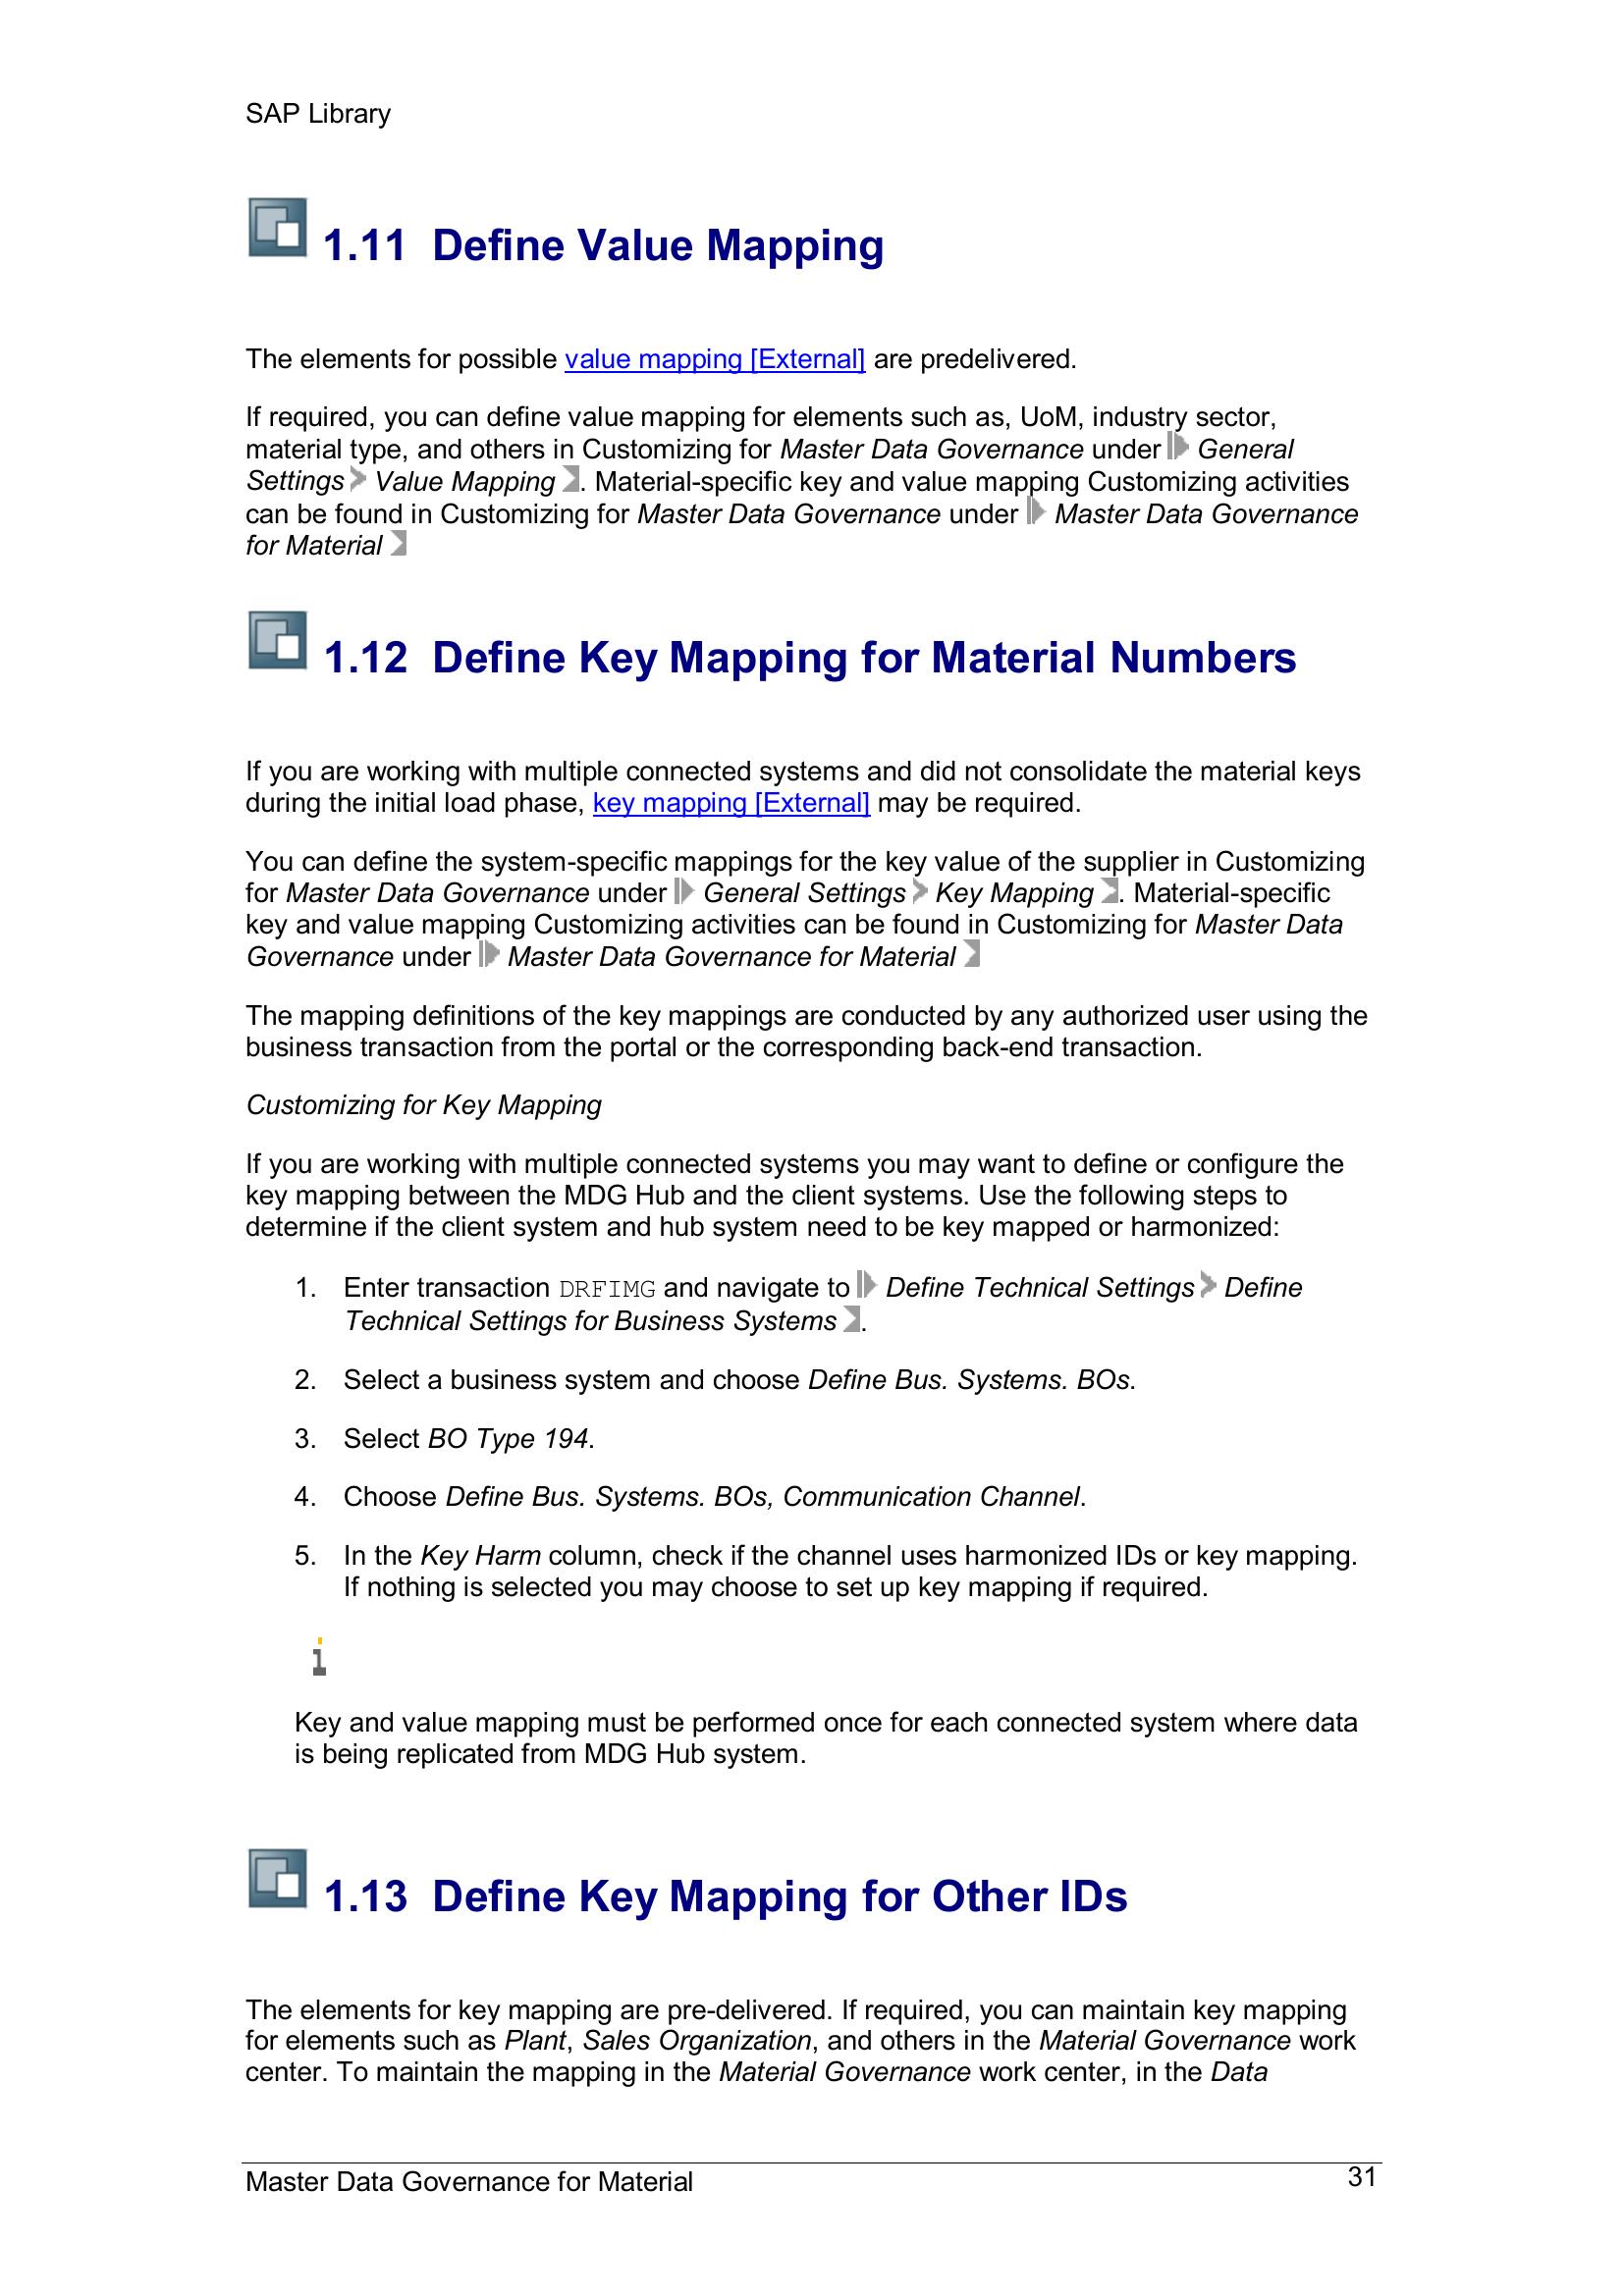 SAP Library
1.11 Define Value Mapping
The elements for possible value mapping [External] are predelivered.
If required, you can define value mapping for elements such as, UoM, industry sector,
material type, and others in Customizing for Master Data Governance under General
Settings Value Mapping . Material-specific key and value mapping Customizing activities
can be found in Customizing for Master Data Governance under Master Data Governance
for Material
1.12 Define Key Mapping for Material Numbers
If you are working with multiple connected systems and did not consolidate the material keys
during the initial load phase, key mapping [External] may be required.
You can define the system-specific mappings for the key value of the supplier in Customizing
for Master Data Governance under General Settings Key Mapping . Material-specific
key and value mapping Customizing activities can be found in Customizing for Master Data
Governance under Master Data Governance for Material
The mapping definitions of the key mappings are conducted by any authorized user using the
business transaction from the portal or the corresponding back-end transaction.
Customizing for Key Mapping
If you are working with multiple connected systems you may want to define or configure the
key mapping between the MDG Hub and the client systems. Use the following steps to
determine if the client system and hub system need to be key mapped or harmonized:
1. Enter transaction DRFIMG and navigate to Define Technical Settings Define
Technical Settings for Business Systems .
2. Select a business system and choose Define Bus. Systems. BOs.
3. Select BO Type 194.
4. Choose Define Bus. Systems. BOs, Communication Channel.
5. In the Key Harm column, check if the channel uses harmonized IDs or key mapping.
If nothing is selected you may choose to set up key mapping if required.
Key and value mapping must be performed once for each connected system where data
is being replicated from MDG Hub system.
1.13 Define Key Mapping for Other IDs
The elements for key mapping are pre-delivered. If required, you can maintain key mapping
for elements such as Plant, Sales Organization, and others in the Material Governance work
center. To maintain the mapping in the Material Governance work center, in the Data
Master Data Governance for Material 31